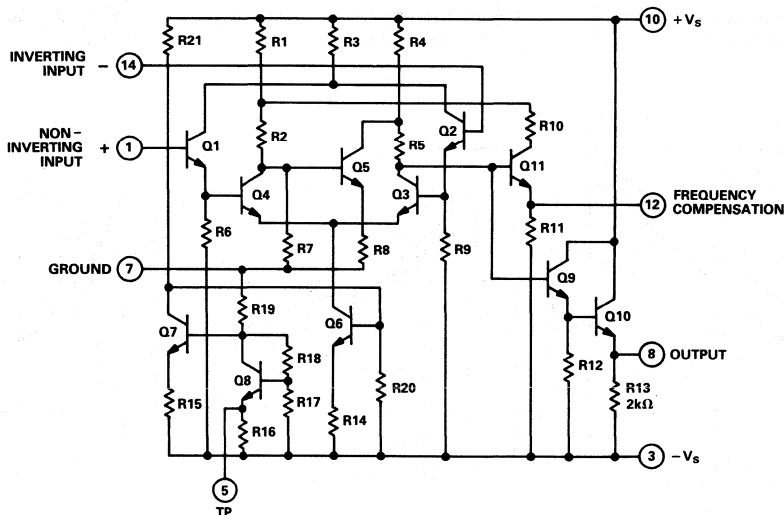 R21
R1
R3
R4
10 +VS
INVERTING
INPUT
- 14
Q2
R10
NON-
INVERTING
INPUT
+ 1
Q1
R2
Q5
R5
Q11
Q4
Q3
12 FREQUENCY
COMPENSATION
R6
R7
R8
R9
R11
GROUND 7
Q9
R19
Q7
Q6
Q10
R18
Q8
R12
8 OUTPUT
R15
R17
R20
R13
2kΩ
R16
R14
3 -VS
5
TP